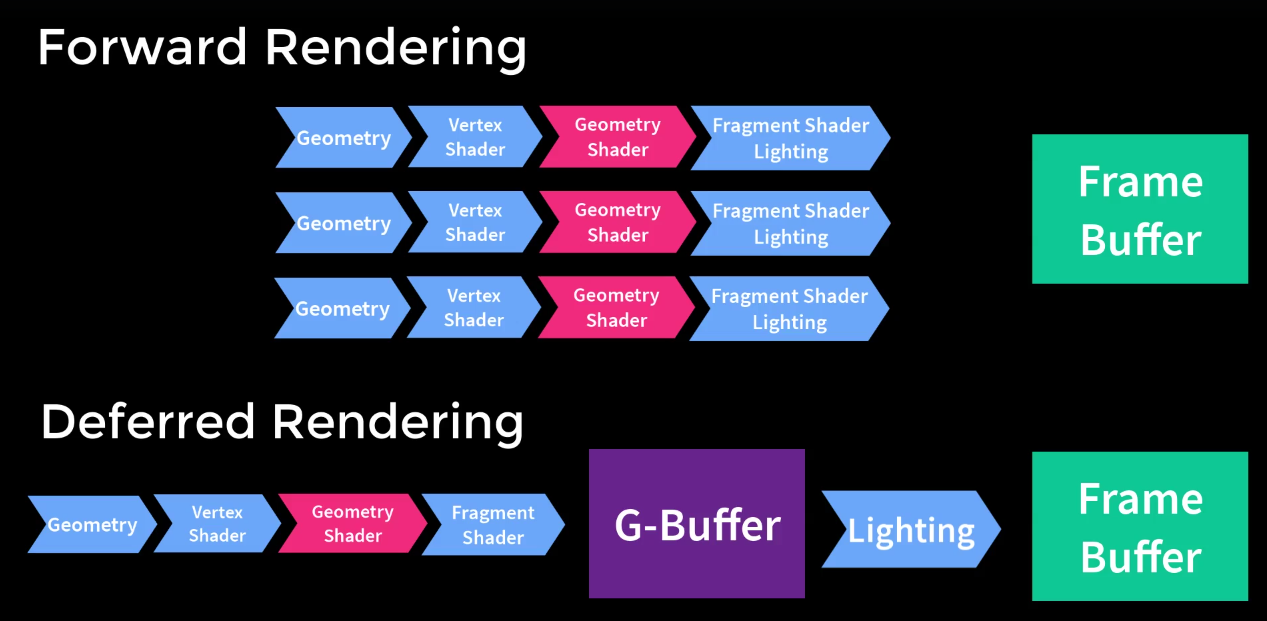 Forward Rendering
Geometry
Vertex
Shader
Geometry
Shader
Fragment Shader
Lighting
Geometry
Vertex
Shader
Geometry
Shader
Fragment Shader
Lighting
Geometry
Vertex
Shader
Geometry
Shader
Fragment Shader
Lighting
Frame
Buffer
Deferred Rendering
Geometry
Vertex
Shader
Geometry
Shader
Fragment
Shader
G-Buffer
Lighting
Frame
Buffer